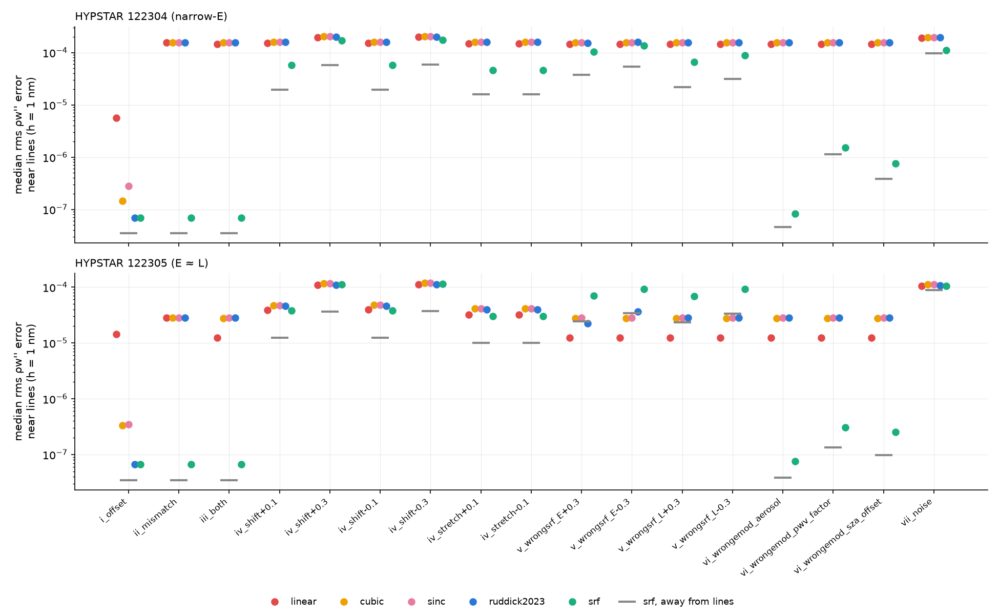 HYPSTAR 122304 (narrow-E)
median rms ρw'' error
near lines (h = 1 nm)
10⁻⁴
10⁻⁵
10⁻⁶
10⁻⁷
HYPSTAR 122305 (E ≈ L)
median rms ρw'' error
near lines (h = 1 nm)
10⁻⁴
10⁻⁵
10⁻⁶
10⁻⁷
i_offset
ii_mismatch
iii_both
iv_shift+0.1
iv_shift+0.3
iv_shift-0.1
iv_shift-0.3
iv_stretch+0.1
iv_stretch-0.1
v_wrongsrf_E+0.3
v_wrongsrf_E-0.3
v_wrongsrf_L+0.3
v_wrongsrf_L-0.3
vi_wrongemod_aerosol
vi_wrongemod_pwv_factor
vi_wrongemod_sza_offset
vii_noise
linear
cubic
sinc
ruddick2023
srf
srf, away from lines